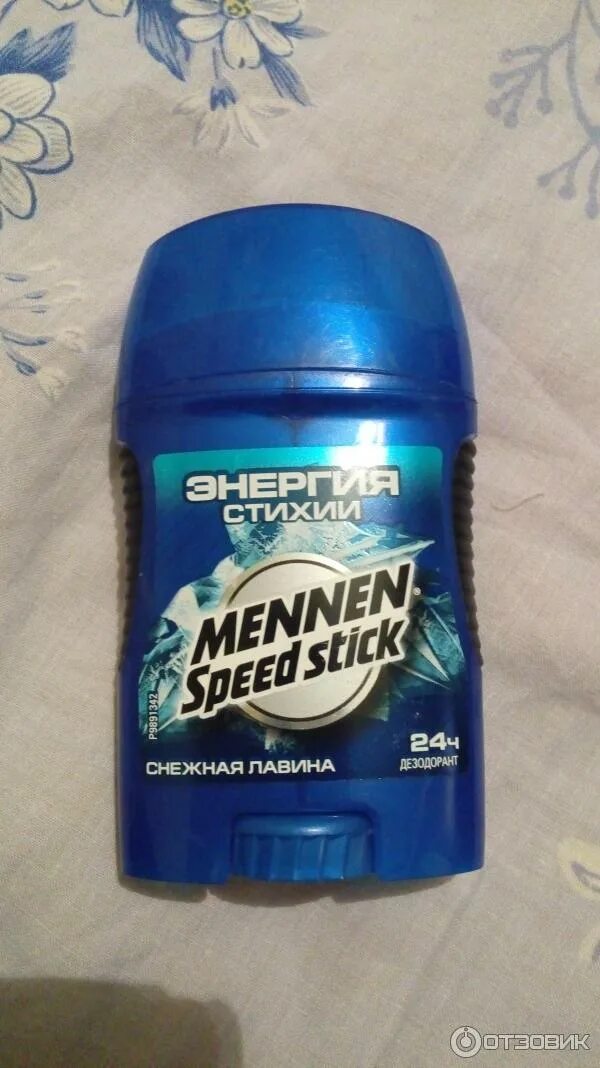 ЭНЕРГИЯ
СТИХИИ
MENNEN®
Speed stick
P9891342
24ч
СНЕЖНАЯ ЛАВИНА
ДЕЗОДОРАНТ
ОТЗОВИК